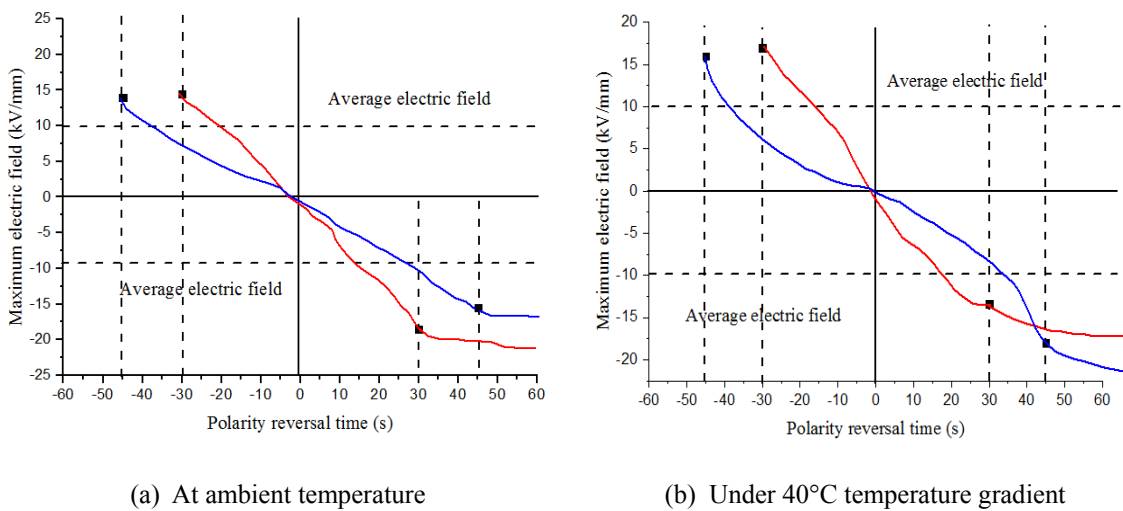 25
20
15
10
5
0
-5
-10
-15
-20
-25
Maximum electric field (kV/mm)
Average electric field
Average electric field
-60 -50 -40 -30 -20 -10 0 10 20 30 40 50 60
Polarity reversal time (s)
(a) At ambient temperature
20
15
10
5
0
-5
-10
-15
-20
Maximum electric field (kV/mm)
Average electric field
Average electric field
-60 -50 -40 -30 -20 -10 0 10 20 30 40 50 60
Polarity reversal time (s)
(b) Under 40°C temperature gradient